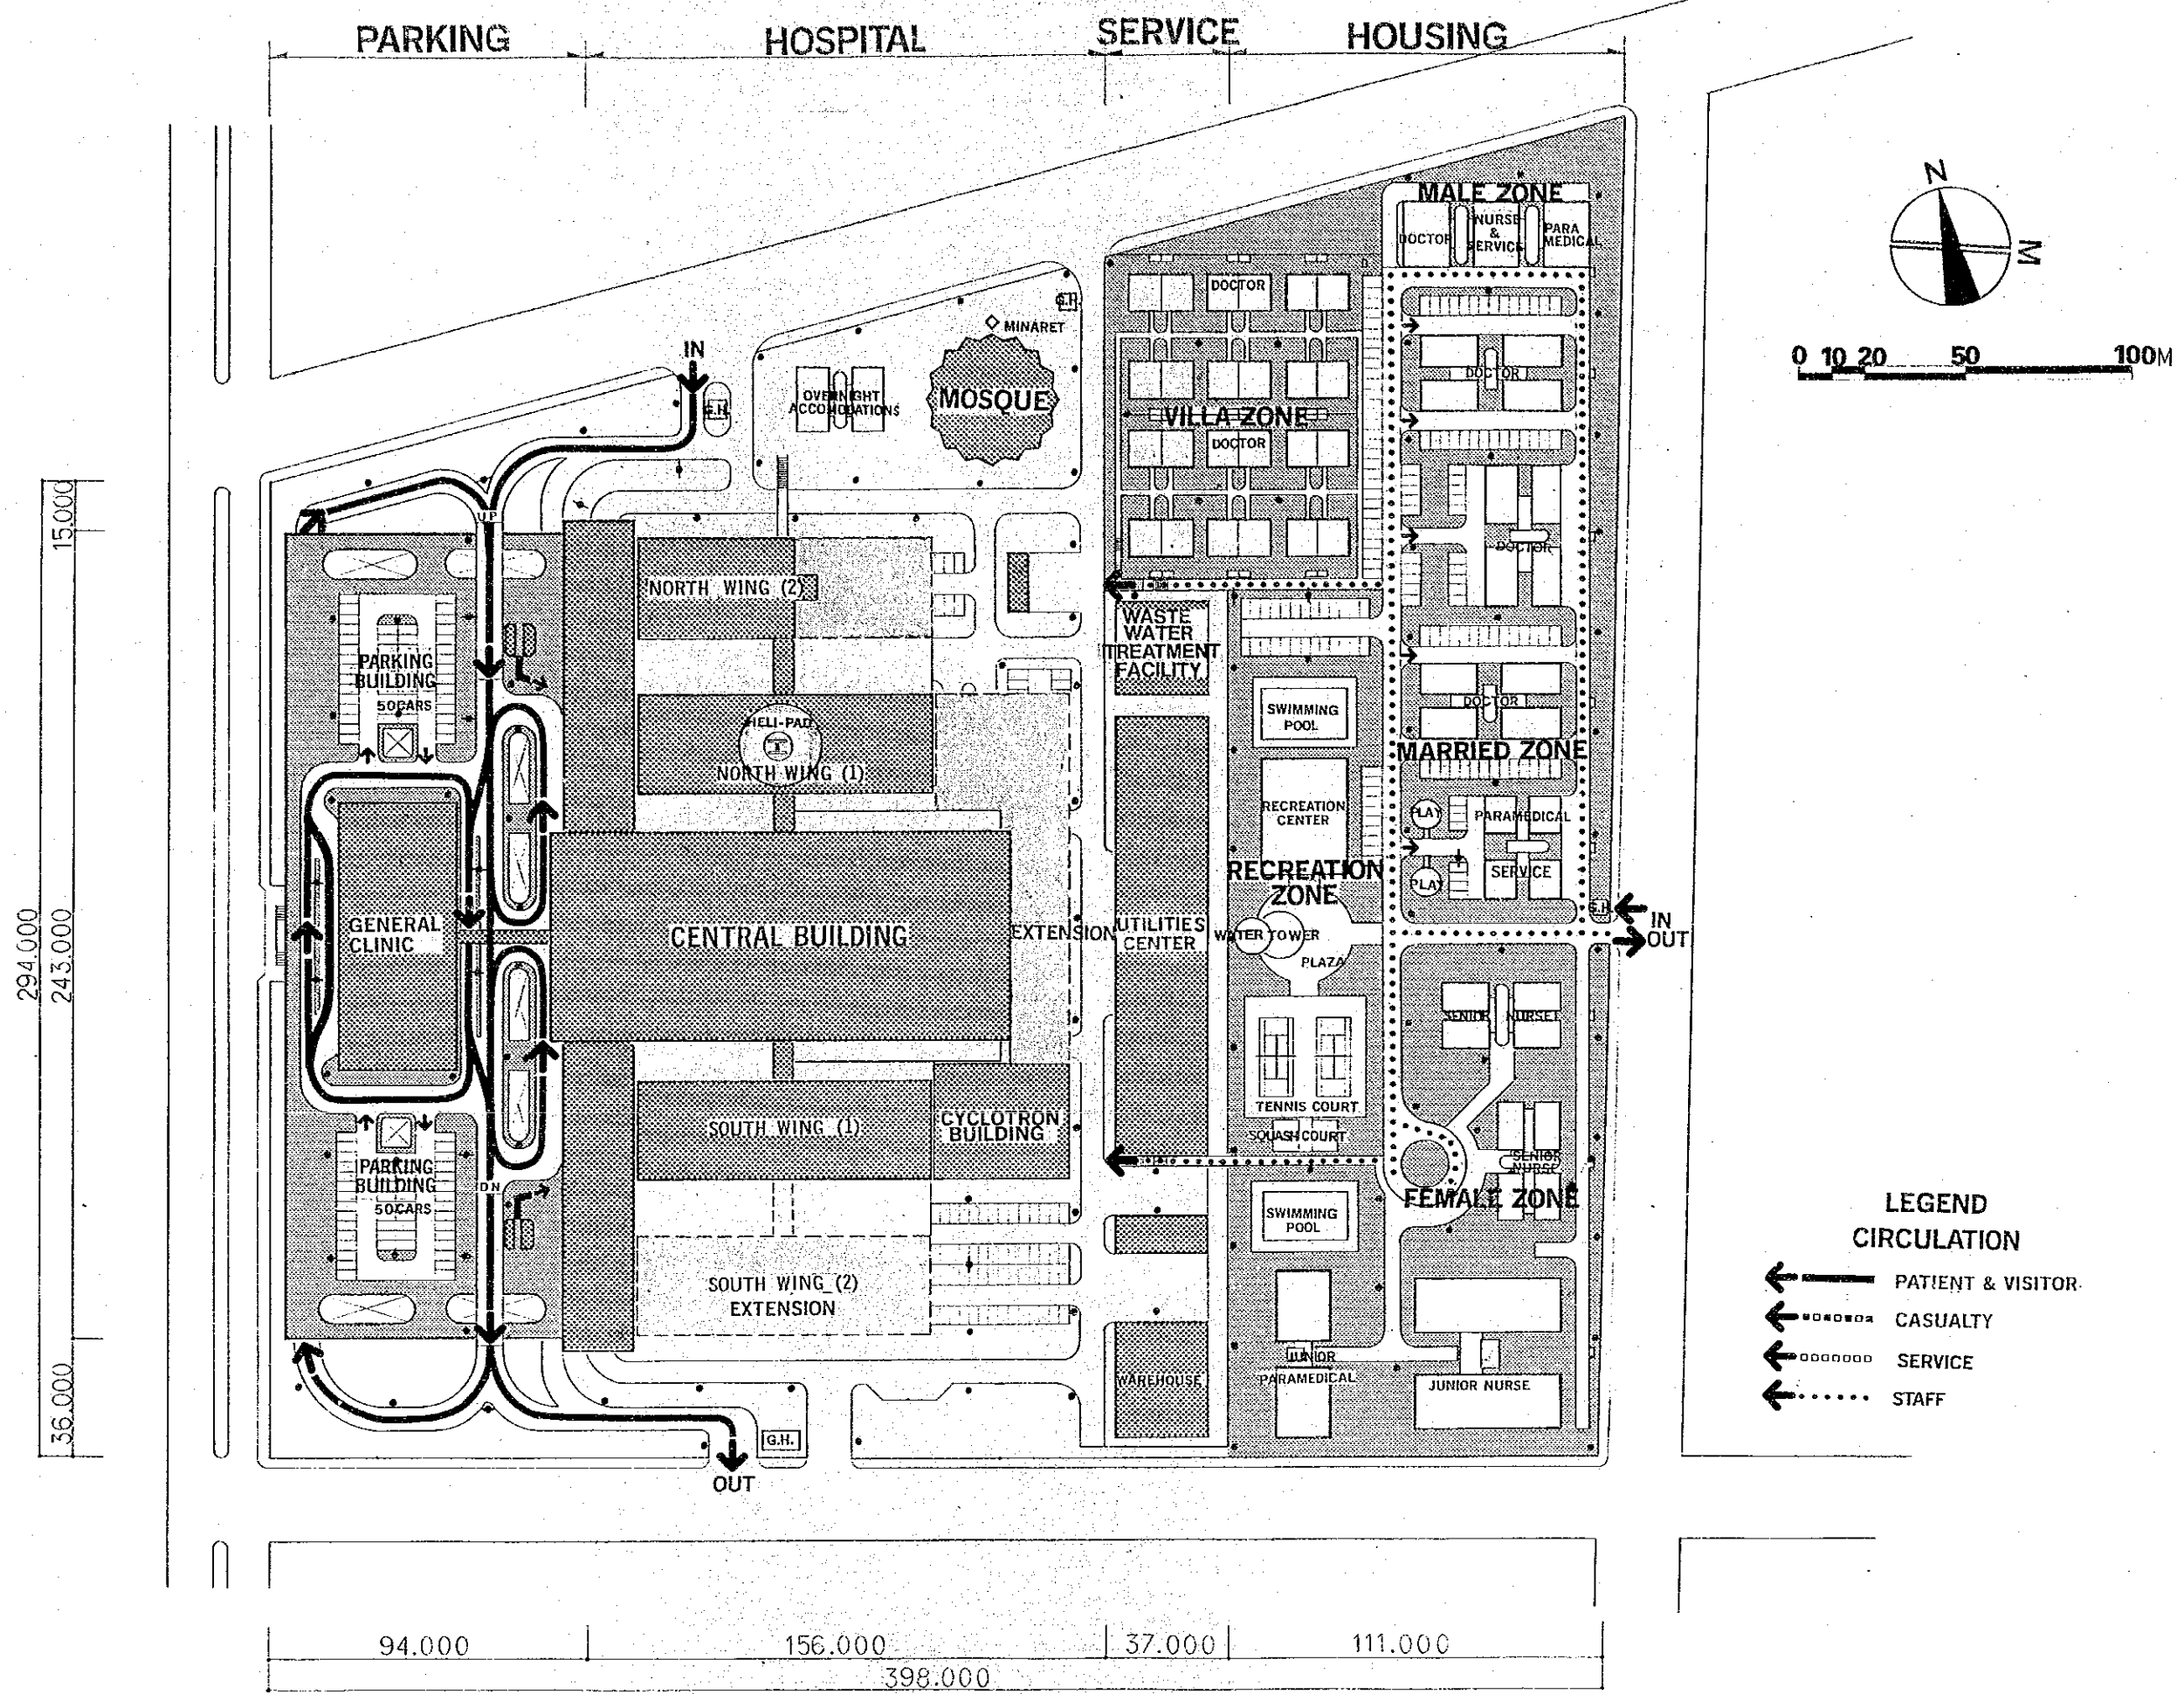 PARKING
HOSPITAL
SERVICE
HOUSING
N
M
0 10 20 50 100M
MALE ZONE
DOCTOR
NURSE
&
SERVICE
PARA
MEDICAL
DOCTOR
VILLA ZONE
DOCTOR
DOCTOR
DOCTOR
DOCTOR
MARRIED ZONE
PLAY
PARAMEDICAL
PLAY
SERVICE
G.H.
IN
OUT
G.H.
MINARET
MOSQUE
OVERNIGHT
ACCOMODATIONS
IN
G.H.
UP
NORTH WING (2)
PARKING
BUILDING
50CARS
HELI-PAD
NORTH WING (1)
GENERAL
CLINIC
CENTRAL BUILDING
EXTENSION
SOUTH WING (1)
CYCLOTRON
BUILDING
PARKING
BUILDING
50CARS
DN
SOUTH WING (2)
EXTENSION
G.H.
OUT
WASTE
WATER
TREATMENT
FACILITY
UTILITIES
CENTER
WAREHOUSE
SWIMMING
POOL
RECREATION
CENTER
RECREATION
ZONE
WATER TOWER
PLAZA
TENNIS COURT
SQUASH COURT
SWIMMING
POOL
JUNIOR
PARAMEDICAL
SENIOR NURSE
SENIOR
NURSE
FEMALE ZONE
JUNIOR NURSE
LEGEND
CIRCULATION
PATIENT & VISITOR
CASUALTY
SERVICE
STAFF
15.000
294.000
243.000
36.000
94.000
156.000
37.000
111.000
398.000